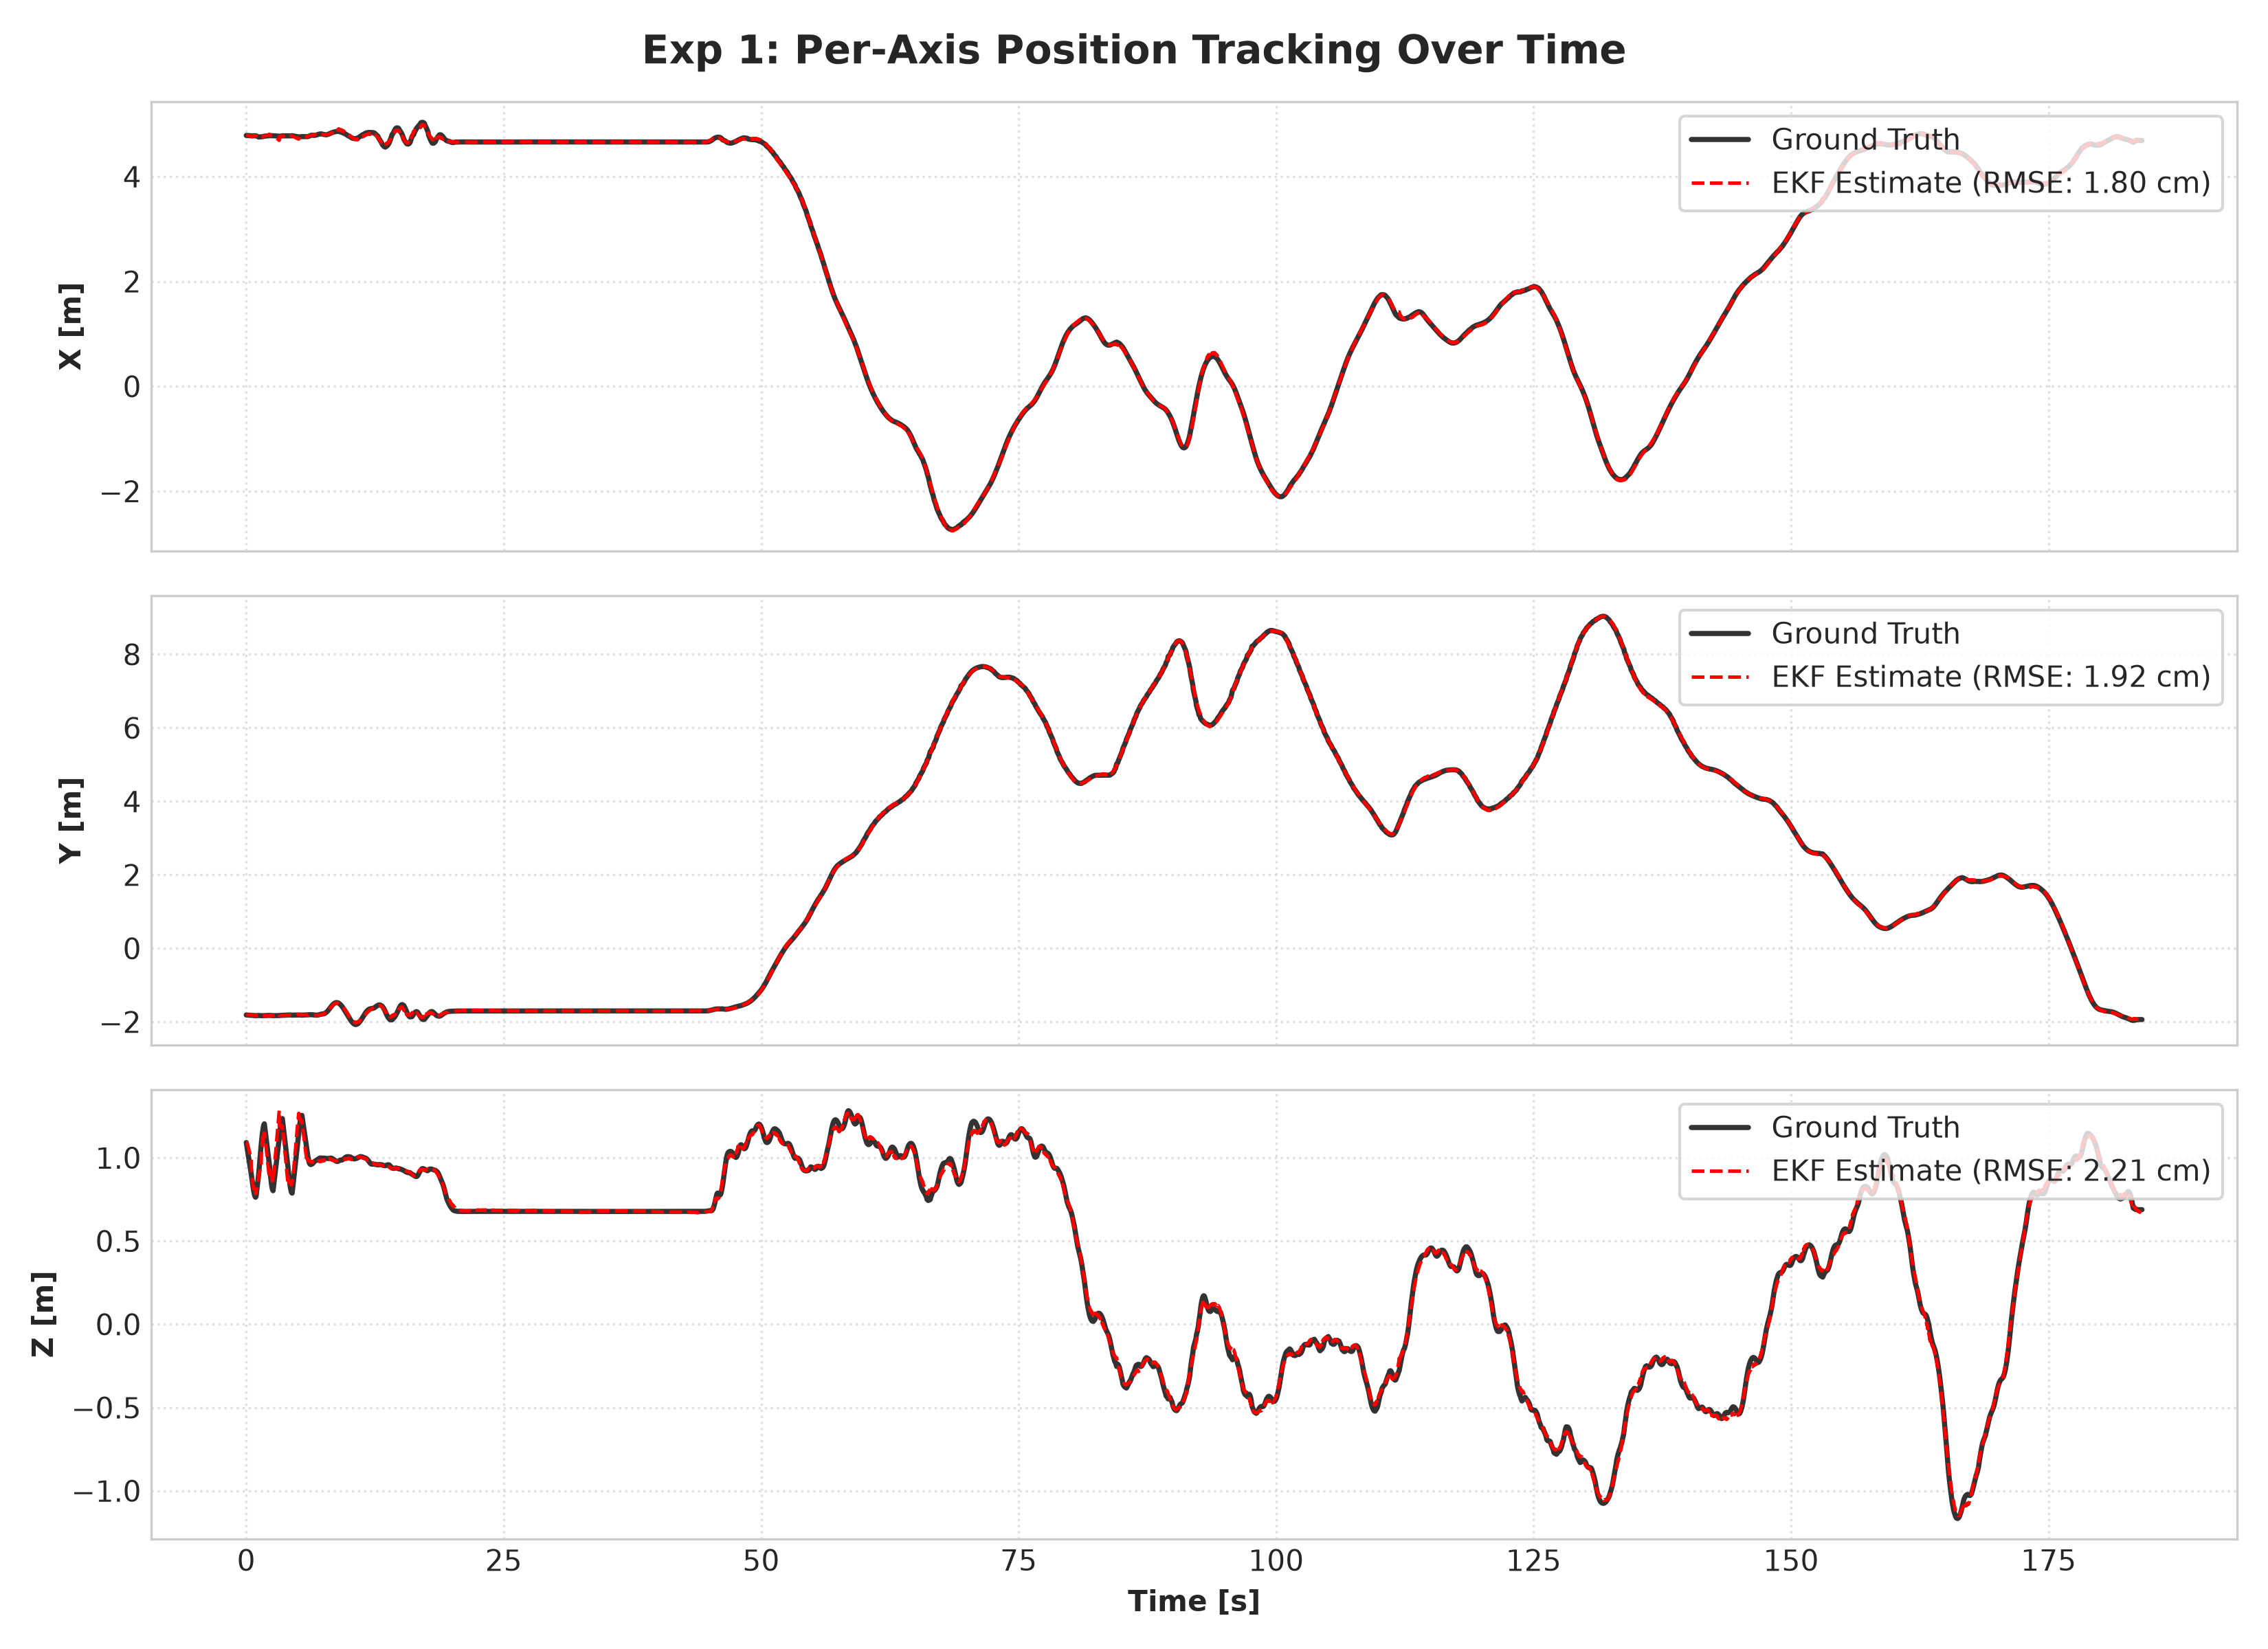 Exp 1: Per-Axis Position Tracking Over Time
X [m]
4
2
0
−2
Ground Truth
EKF Estimate (RMSE: 1.80 cm)
Y [m]
8
6
4
2
0
−2
Ground Truth
EKF Estimate (RMSE: 1.92 cm)
Z [m]
1.0
0.5
0.0
−0.5
−1.0
Ground Truth
EKF Estimate (RMSE: 2.21 cm)
0 25 50 75 100 125 150 175
Time [s]